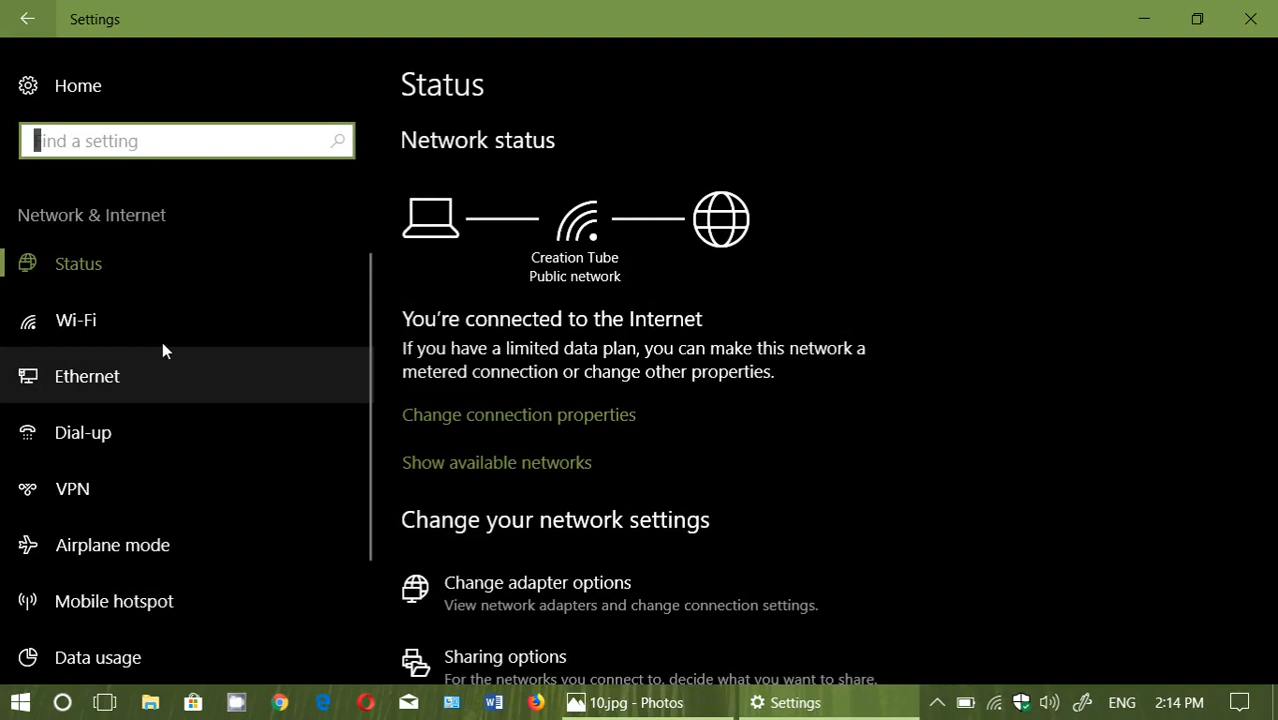 Settings
Home
Find a setting
Network & Internet
Status
Wi-Fi
Ethernet
Dial-up
VPN
Airplane mode
Mobile hotspot
Data usage
Status
Network status
Creation Tube
Public network
You're connected to the Internet
If you have a limited data plan, you can make this network a
metered connection or change other properties.
Change connection properties
Show available networks
Change your network settings
Change adapter options
View network adapters and change connection settings.
Sharing options
For the networks you connect to, decide what you want to share.
10.jpg - Photos
Settings
ENG
2:14 PM